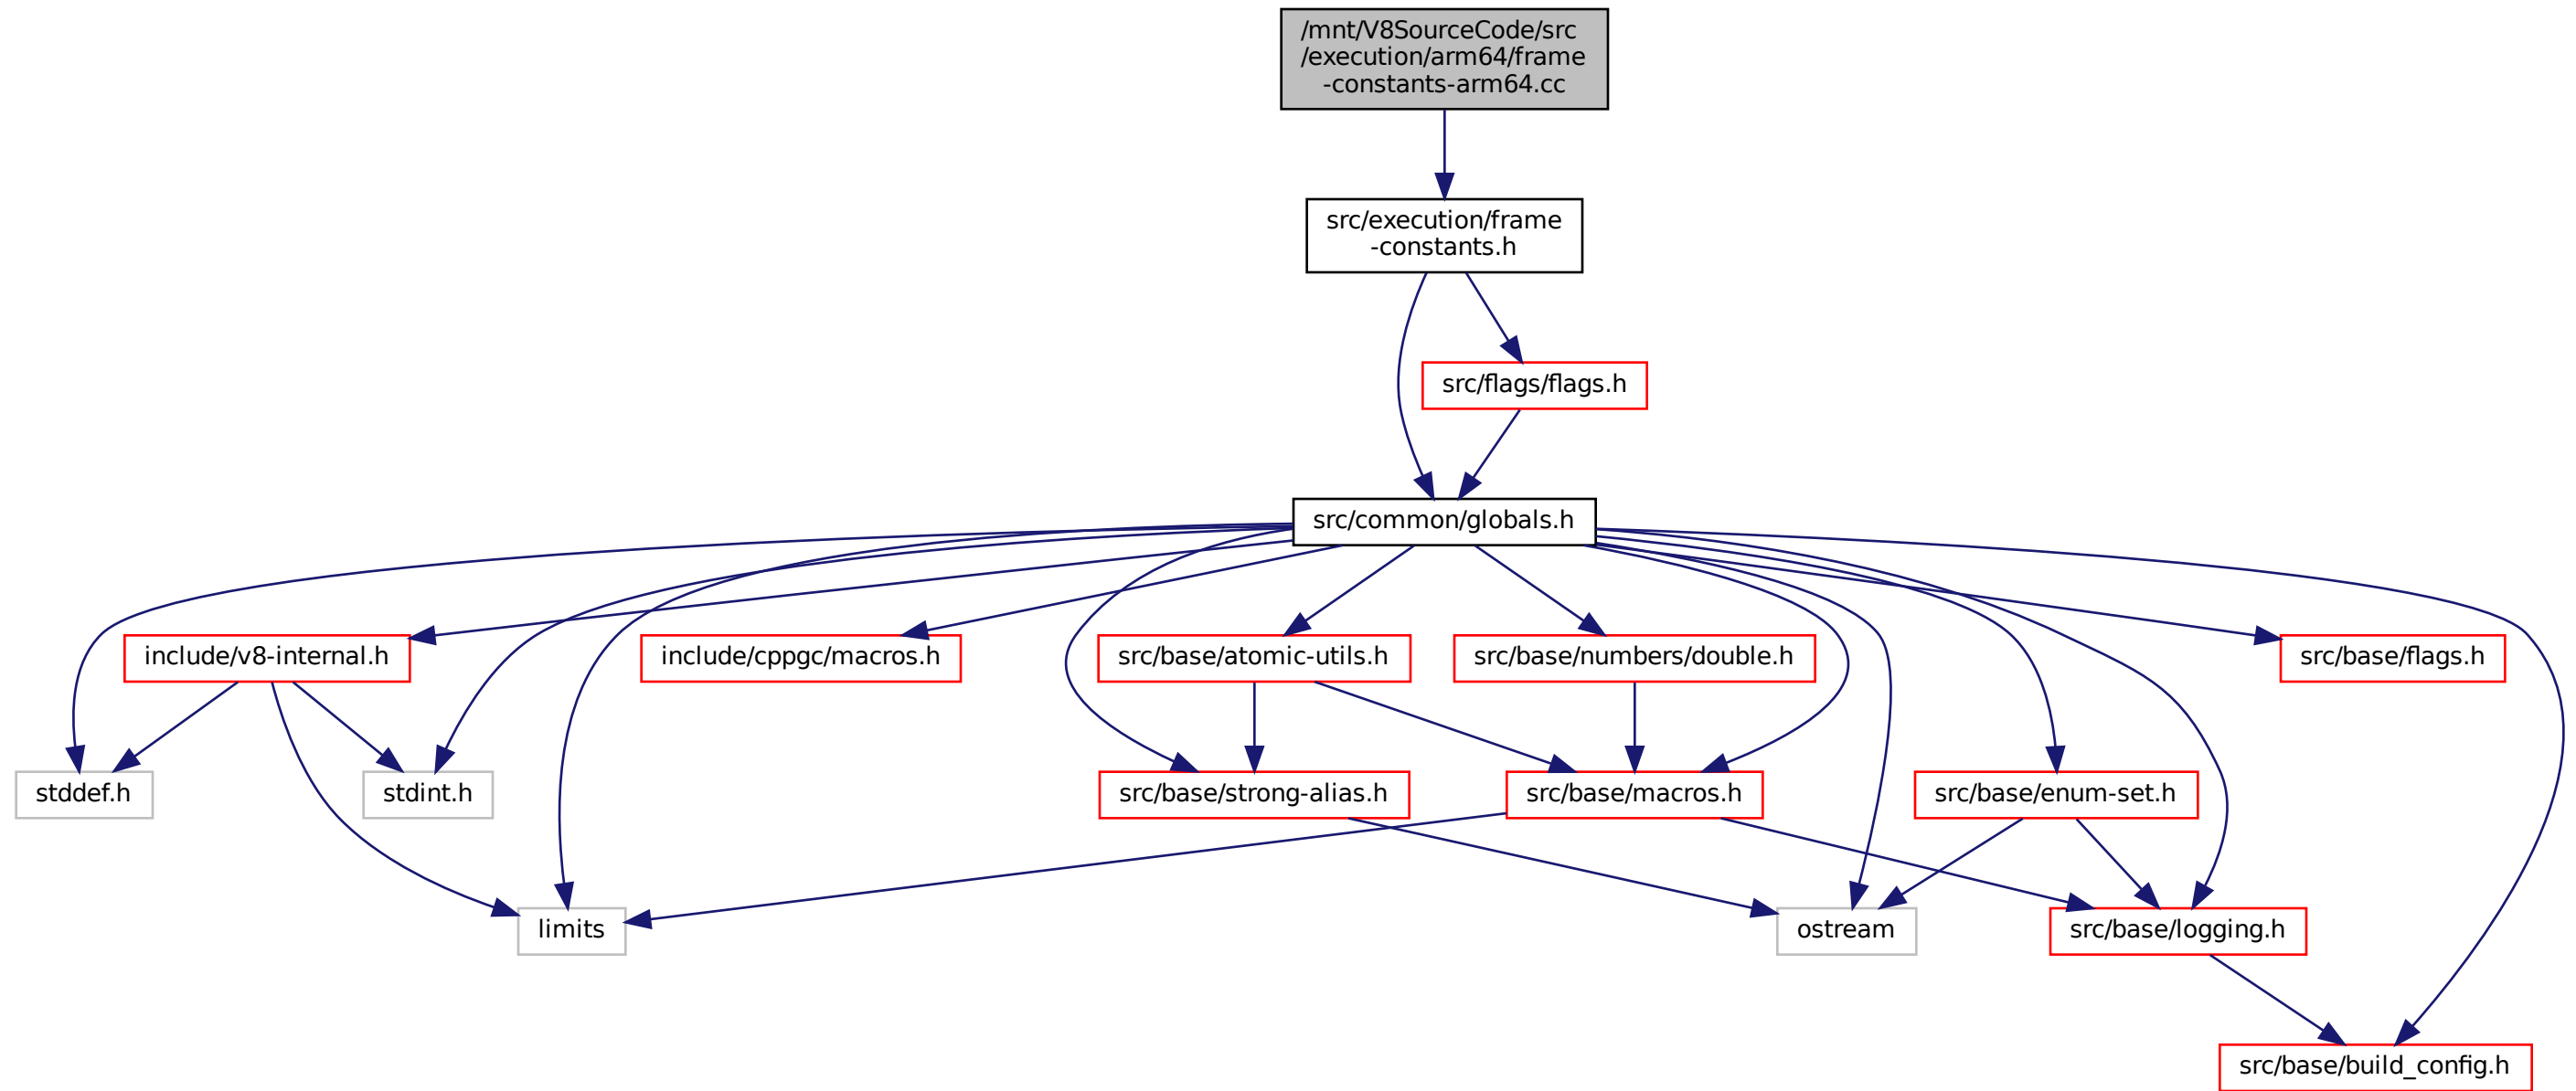 /mnt/V8SourceCode/src
/execution/arm64/frame
-constants-arm64.cc
src/execution/frame
-constants.h
src/flags/flags.h
src/common/globals.h
include/v8-internal.h
include/cppgc/macros.h
src/base/atomic-utils.h
src/base/numbers/double.h
src/base/flags.h
stddef.h
stdint.h
src/base/strong-alias.h
src/base/macros.h
src/base/enum-set.h
limits
ostream
src/base/logging.h
src/base/build_config.h